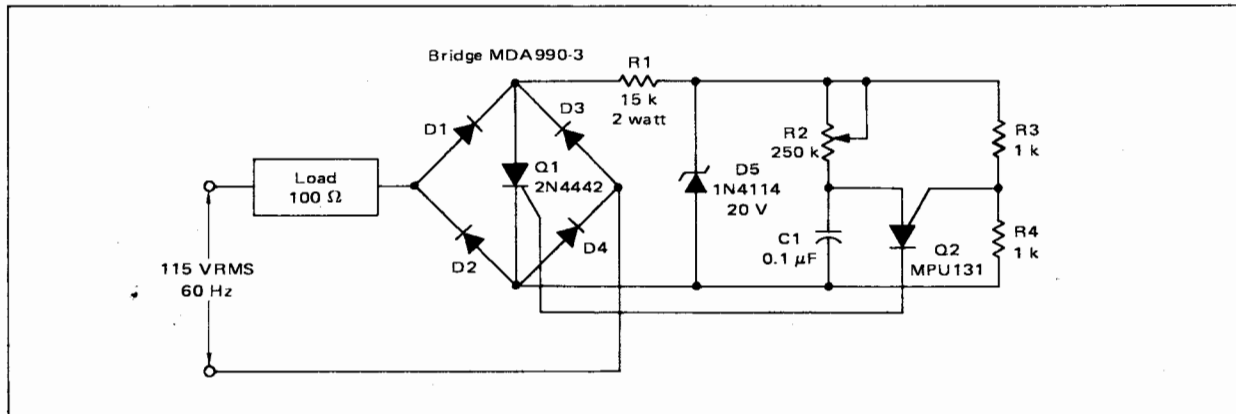 Bridge MDA990-3
R1
15 k
2 watt
D1
D3
Q1
2N4442
D2
D4
Load
100 Ω
115 VRMS
60 Hz
R2
250 k
D5
1N4114
20 V
C1
0.1 µF
Q2
MPU131
R3
1 k
R4
1 k